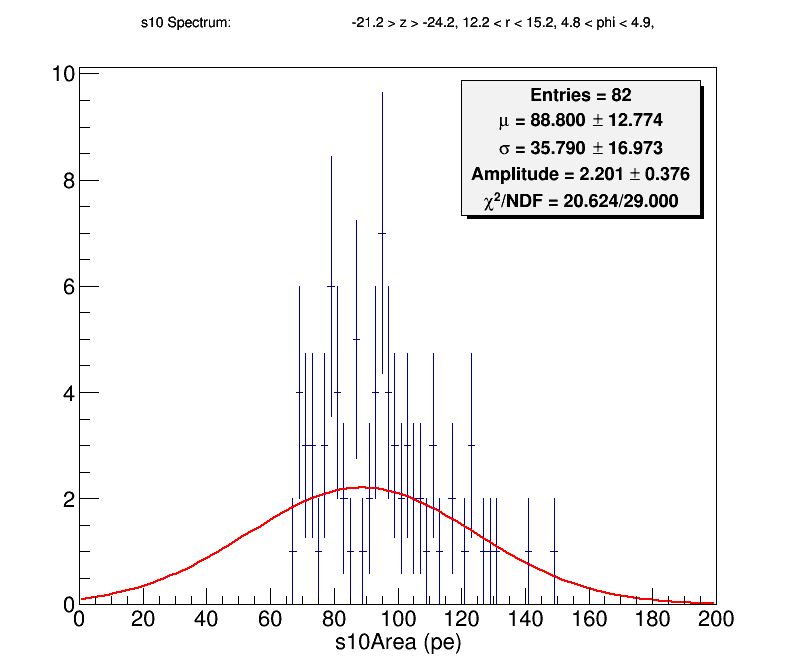 s10 Spectrum: -21.2 > z > -24.2, 12.2 < r < 15.2, 4.8 < phi < 4.9,
Entries = 82
μ = 88.800 ± 12.774
σ = 35.790 ± 16.973
Amplitude = 2.201 ± 0.376
χ²/NDF = 20.624/29.000
10
8
6
4
2
0
0 20 40 60 80 100 120 140 160 180 200
s10Area (pe)